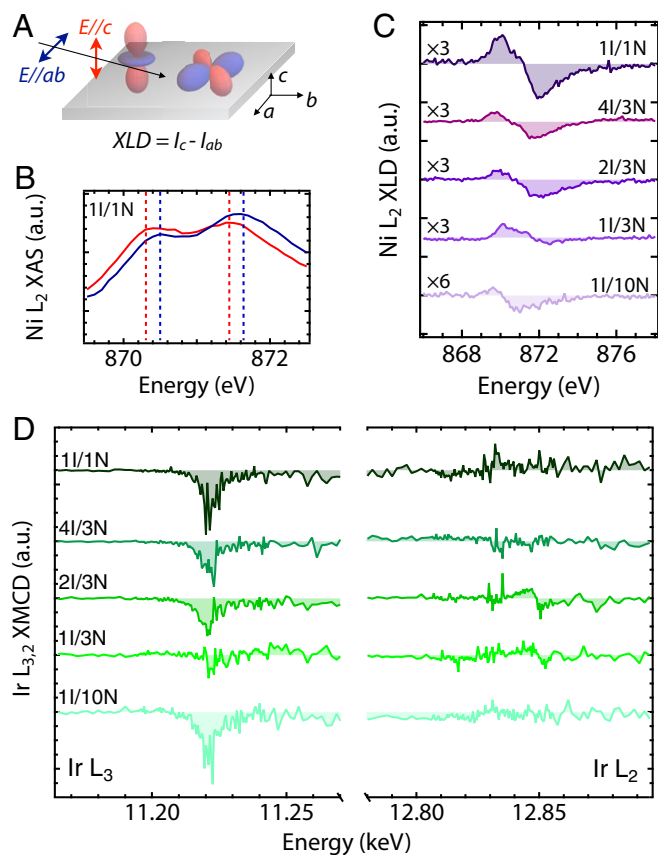 A
E//c
E//ab
c
b
a
XLD = Ic - Iab
B
1I/1N
Ni L2 XAS (a.u.)
870
872
Energy (eV)
C
×3
1I/1N
×3
4I/3N
×3
2I/3N
×3
1I/3N
×6
1I/10N
Ni L2 XLD (a.u.)
868
872
876
Energy (eV)
D
1I/1N
4I/3N
2I/3N
1I/3N
1I/10N
Ir L3,2 XMCD (a.u.)
Ir L3
Ir L2
11.20
11.25
12.80
12.85
Energy (keV)